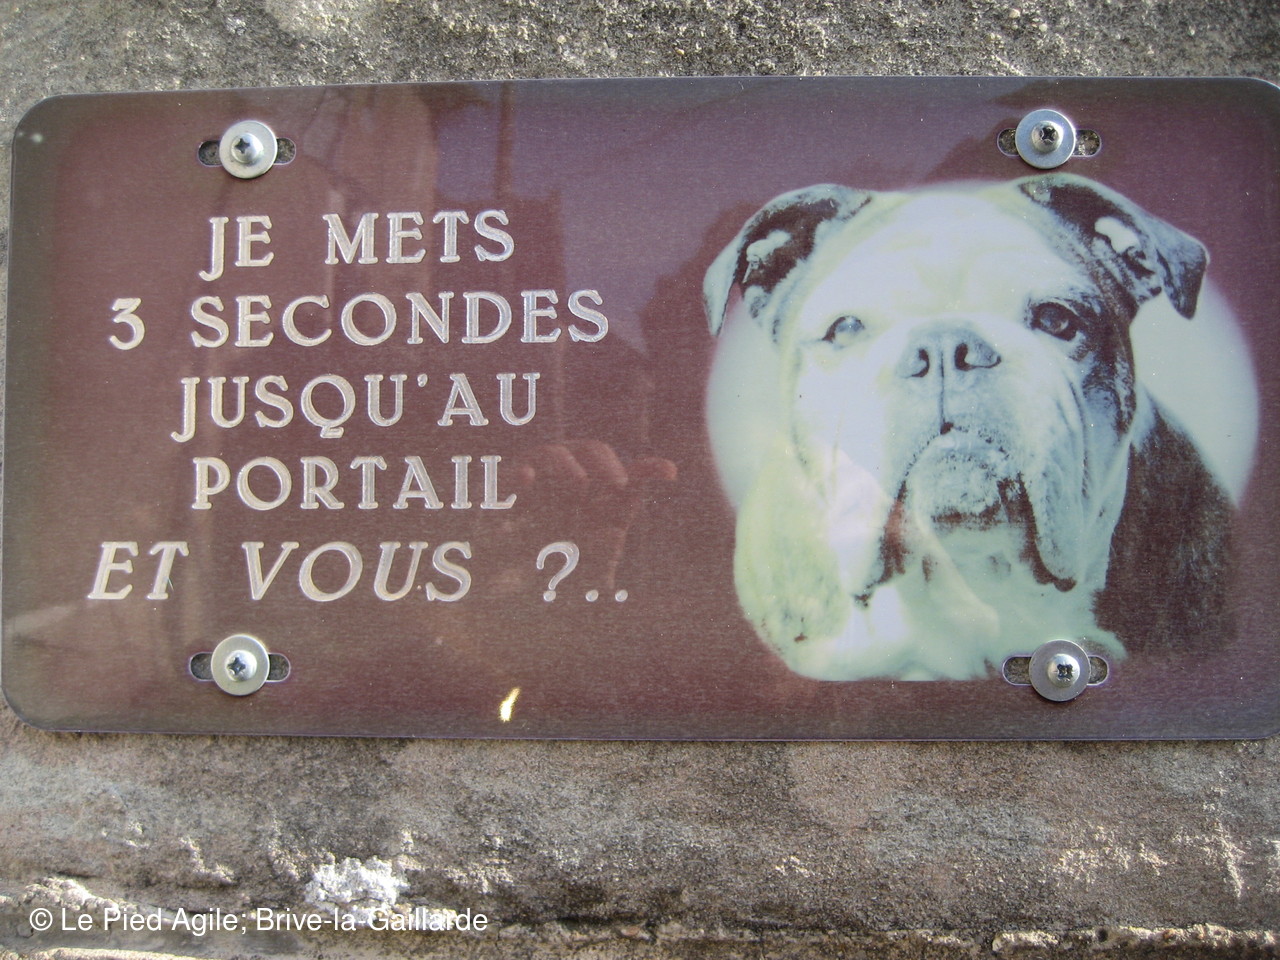 JE METS
3 SECONDES
JUSQU'AU
PORTAIL
ET VOUS ?..
© Le Pied Agile; Brive-la-Gaillarde